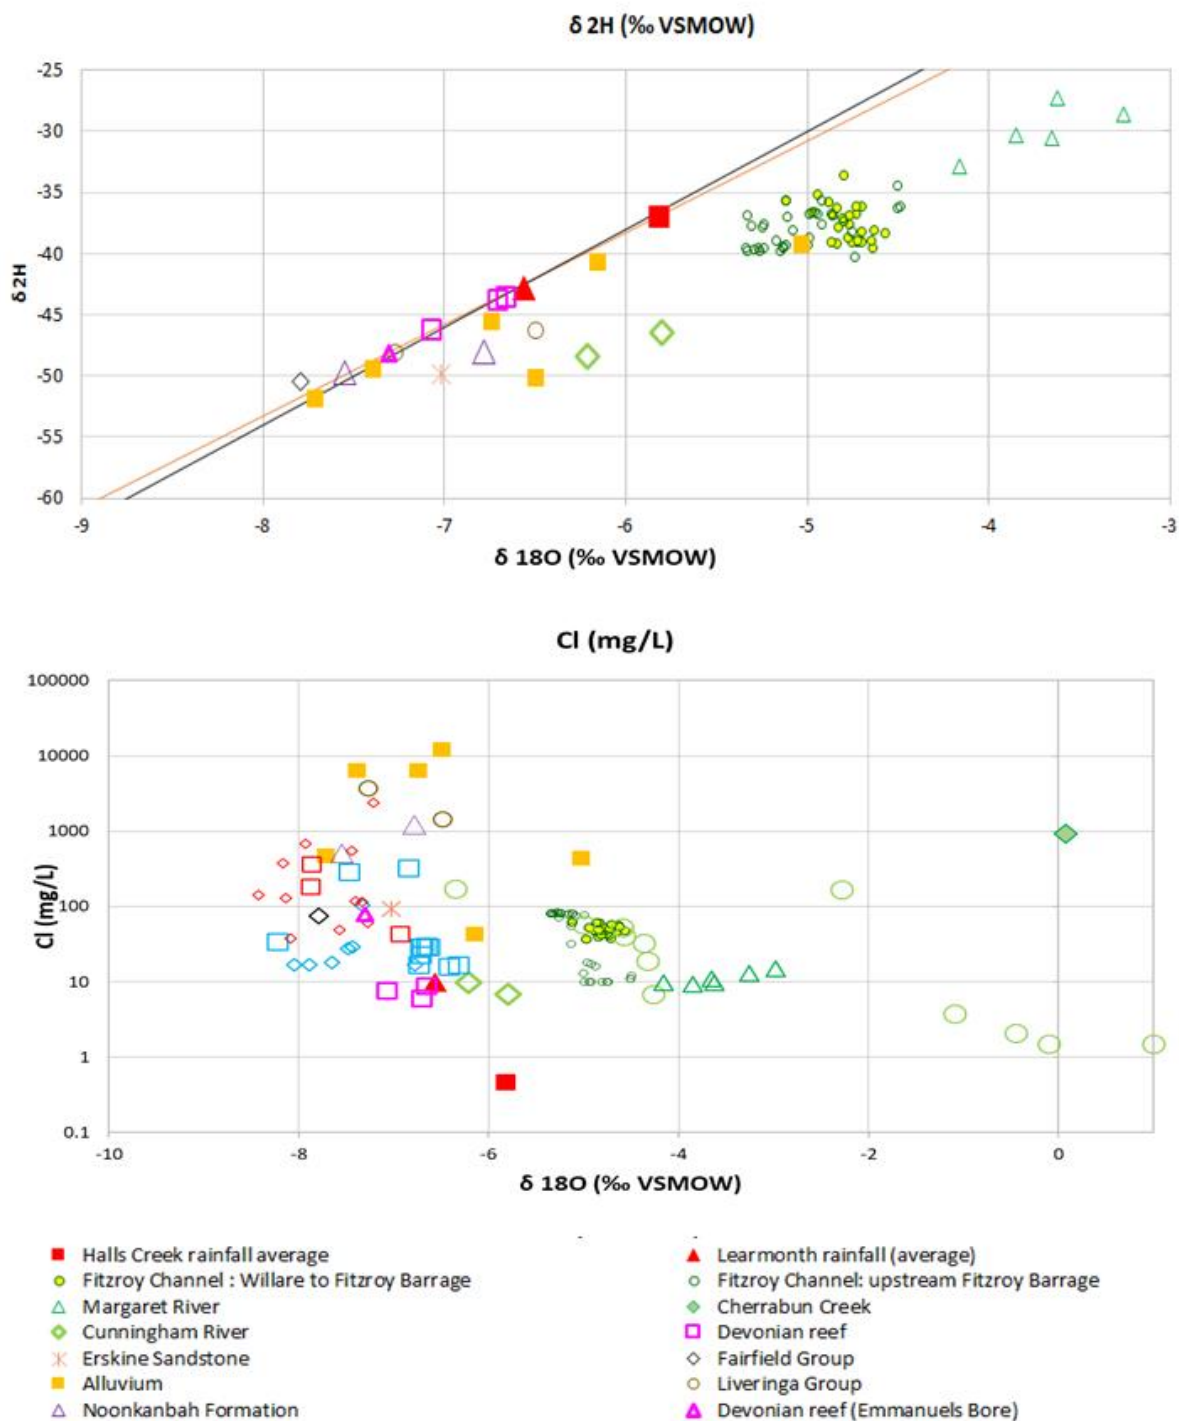 δ 2H (‰ VSMOW)
-25
-30
-35
-40
-45
-50
-55
-60
δ 2H
-9 -8 -7 -6 -5 -4 -3
δ 18O (‰ VSMOW)
Cl (mg/L)
100000
10000
1000
100
10
1
0.1
Cl (mg/L)
-10 -8 -6 -4 -2 0
δ 18O (‰ VSMOW)
Halls Creek rainfall average
Learmonth rainfall (average)
Fitzroy Channel : Willare to Fitzroy Barrage
Fitzroy Channel: upstream Fitzroy Barrage
Margaret River
Cherrabun Creek
Cunningham River
Devonian reef
Erskine Sandstone
Fairfield Group
Alluvium
Liveringa Group
Noonkanbah Formation
Devonian reef (Emmanuels Bore)